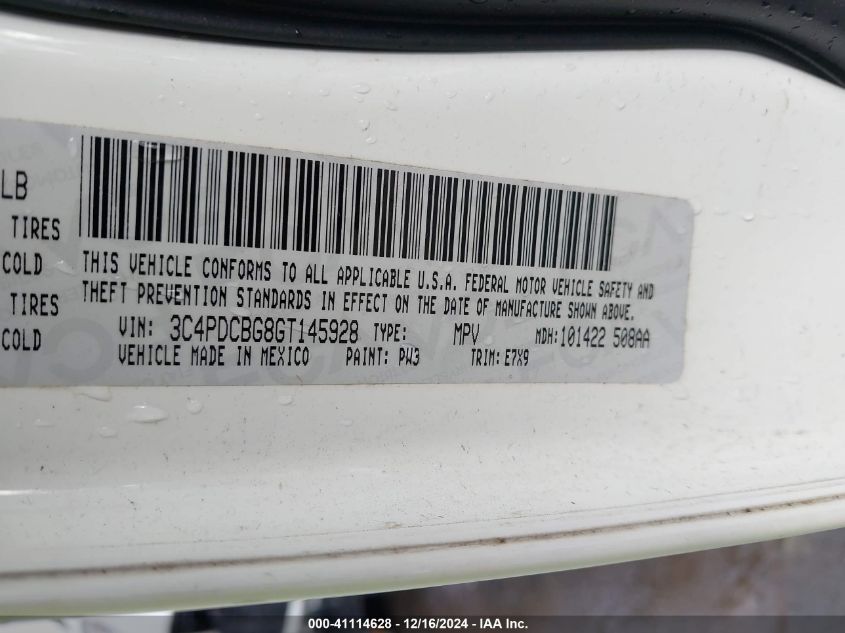 LB
TIRES
COLD
TIRES
COLD
THIS VEHICLE CONFORMS TO ALL APPLICABLE U.S.A. FEDERAL MOTOR VEHICLE SAFETY AND
THEFT PREVENTION STANDARDS IN EFFECT ON THE DATE OF MANUFACTURE SHOWN ABOVE.
VIN: 3C4PDCBG8GT145928 TYPE: MPV MDH:101422 508AA
VEHICLE MADE IN MEXICO PAINT: PW3 TRIM: E7X9
000-41114628 - 12/16/2024 - IAA Inc.